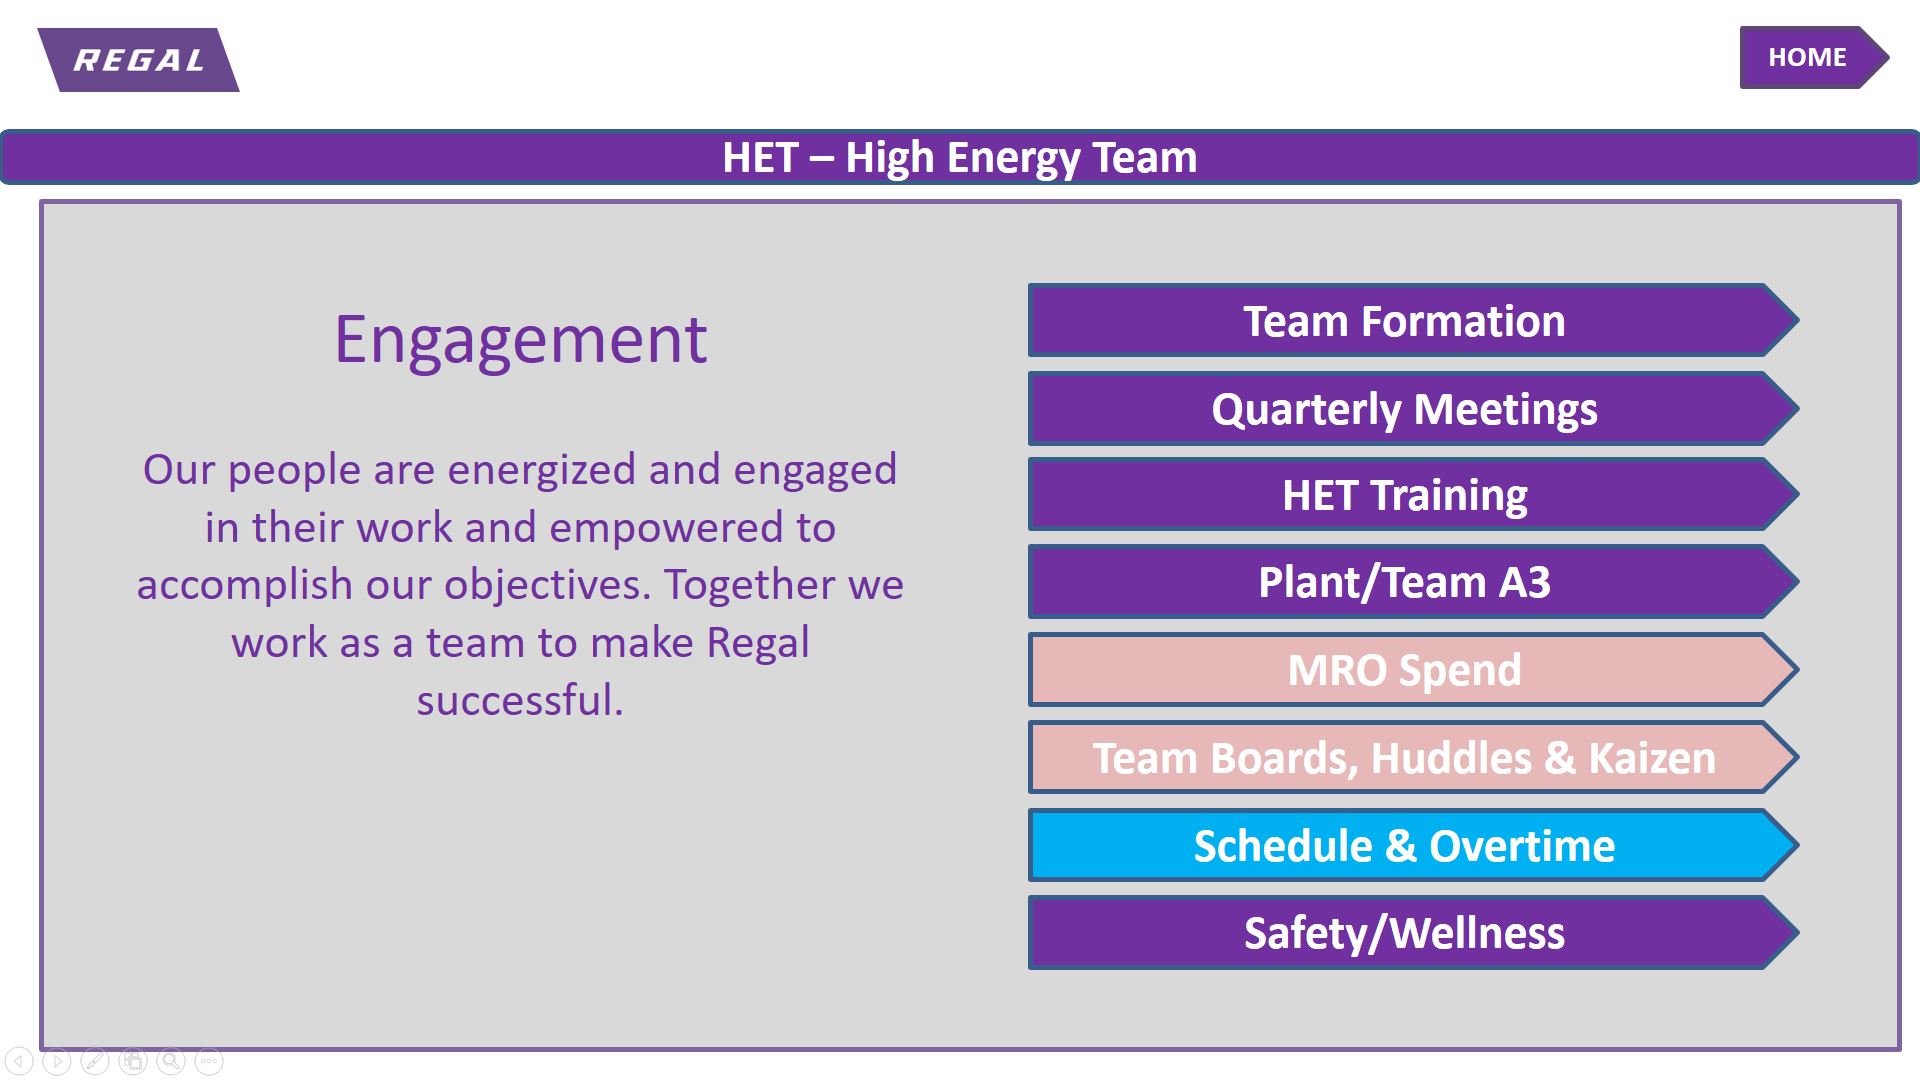 REGAL
HOME
HET – High Energy Team
Engagement
Our people are energized and engaged
in their work and empowered to
accomplish our objectives. Together we
work as a team to make Regal
successful.
Team Formation
Quarterly Meetings
HET Training
Plant/Team A3
MRO Spend
Team Boards, Huddles & Kaizen
Schedule & Overtime
Safety/Wellness